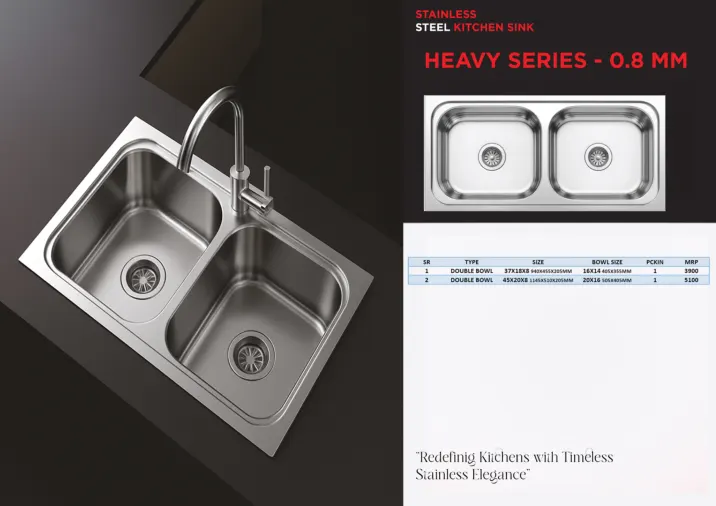 STAINLESS
STEEL KITCHEN SINK
HEAVY SERIES - 0.8 MM
SR TYPE SIZE BOWL SIZE PCKIN MRP
1 DOUBLE BOWL 37X18X8 940X455X205MM 16X14 405X355MM 1 3900
2 DOUBLE BOWL 45X20X8 1145X510X205MM 20X16 505X405MM 1 5100
"Redefinig Kitchens with Timeless
Stainless Elegance"